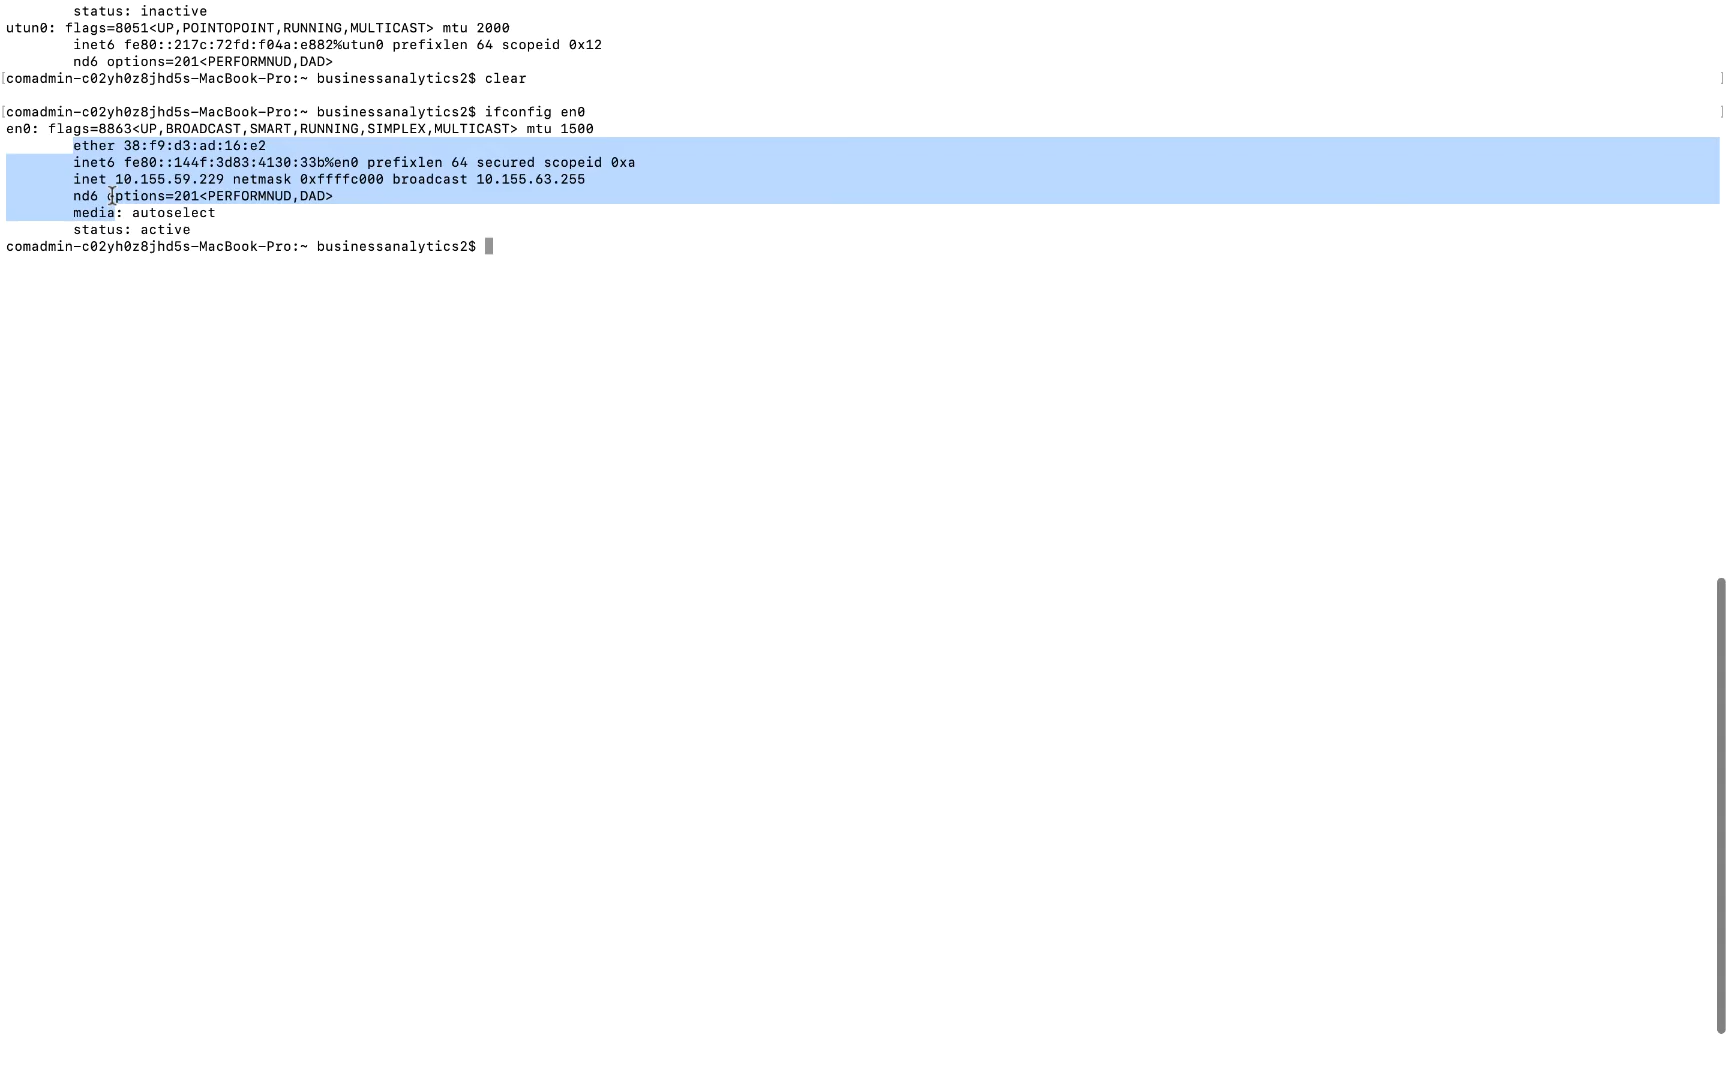 status: inactive
utun0: flags=8051<UP,POINTOPOINT,RUNNING,MULTICAST> mtu 2000
inet6 fe80::217c:72fd:f04a:e882%utun0 prefixlen 64 scopeid 0x12
nd6 options=201<PERFORMNUD,DAD>
[comadmin-c02yh0z8jhd5s-MacBook-Pro:~ businessanalytics2$ clear ]
[comadmin-c02yh0z8jhd5s-MacBook-Pro:~ businessanalytics2$ ifconfig en0 ]
en0: flags=8863<UP,BROADCAST,SMART,RUNNING,SIMPLEX,MULTICAST> mtu 1500
ether 38:f9:d3:ad:16:e2
inet6 fe80::144f:3d83:4130:33b%en0 prefixlen 64 secured scopeid 0xa
inet 10.155.59.229 netmask 0xffffc000 broadcast 10.155.63.255
nd6 options=201<PERFORMNUD,DAD>
media: autoselect
status: active
comadmin-c02yh0z8jhd5s-MacBook-Pro:~ businessanalytics2$